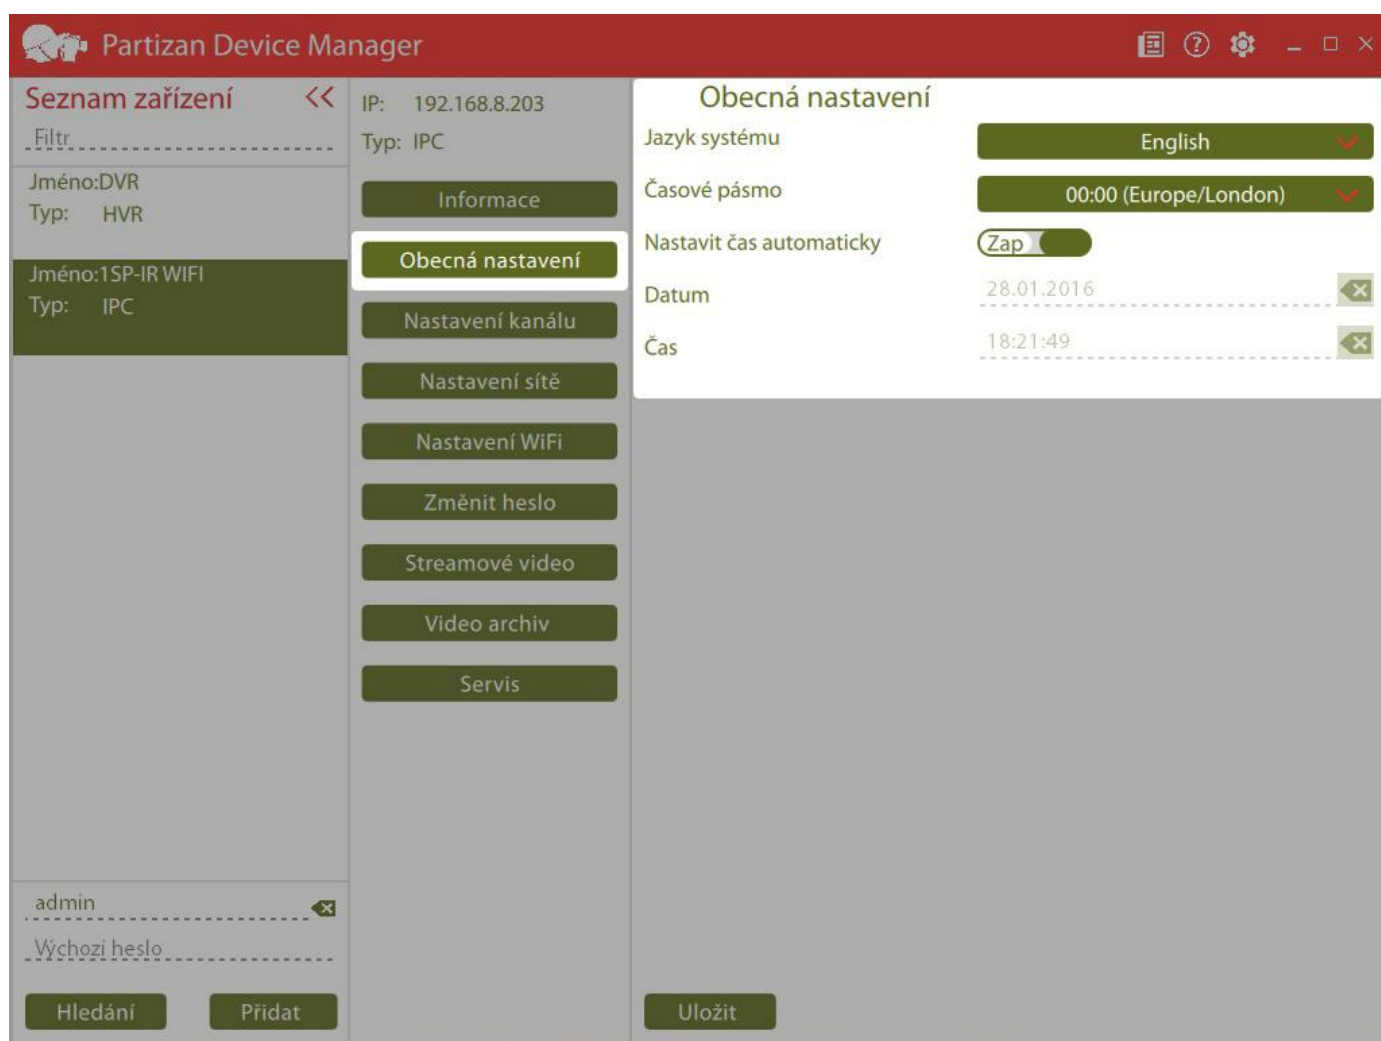 Partizan Device Manager
Seznam zařízení <<
Filtr
Jméno:DVR
Typ: HVR
Jméno:1SP-IR WIFI
Typ: IPC
admin
Výchozí heslo
Hledání Přidat
IP: 192.168.8.203
Typ: IPC
Informace
Obecná nastavení
Nastavení kanálu
Nastavení sítě
Nastavení WiFi
Změnit heslo
Streamové video
Video archiv
Servis
Obecná nastavení
Jazyk systému English
Časové pásmo 00:00 (Europe/London)
Nastavit čas automaticky Zap
Datum 28.01.2016
Čas 18:21:49
Uložit